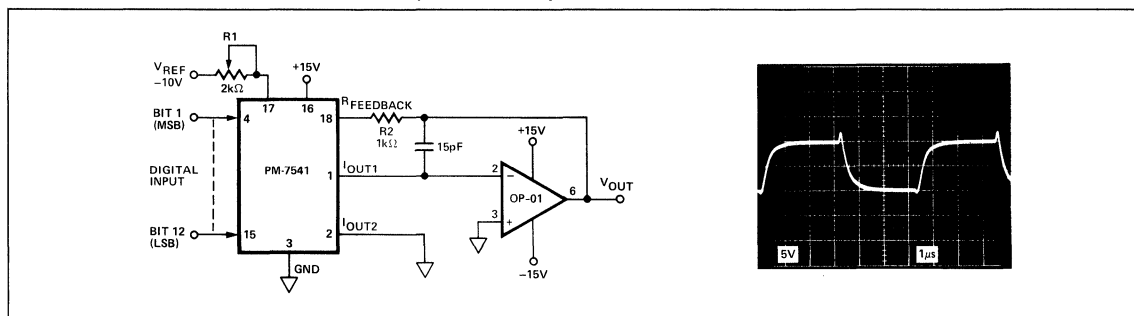 R1
VREF
–10V
2kΩ
+15V
17
16
BIT 1
(MSB)
4
18
RFEEDBACK
R2
1kΩ
15pF
+15V
DIGITAL
INPUT
PM-7541
1
IOUT1
2
–
OP-01
6
VOUT
3
+
BIT 12
(LSB)
15
2
IOUT2
3
GND
–15V
5V
1µs